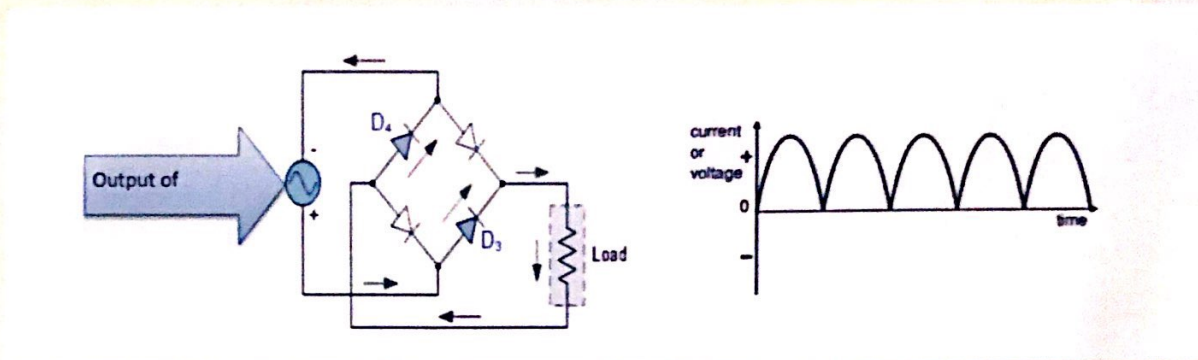 Output of
-
+
D₄
D₃
Load
current
or
voltage
+
0
-
time